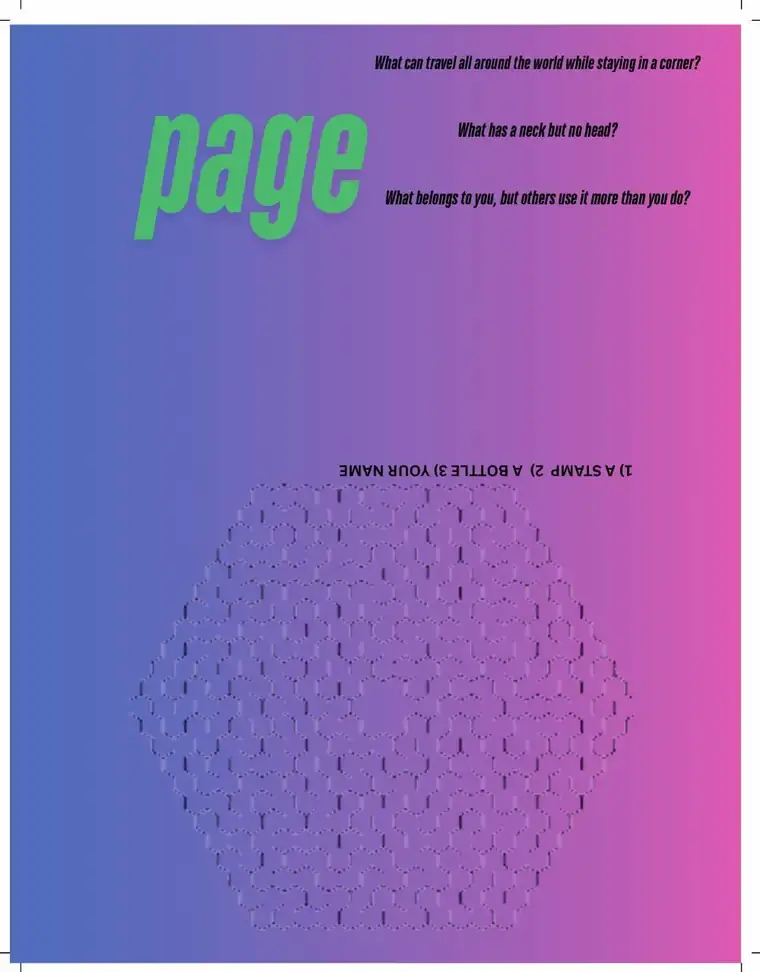 What can travel all around the world while staying in a corner?
page
What has a neck but no head?
What belongs to you, but others use it more than you do?
1) A STAMP 2) A BOTTLE 3) YOUR NAME